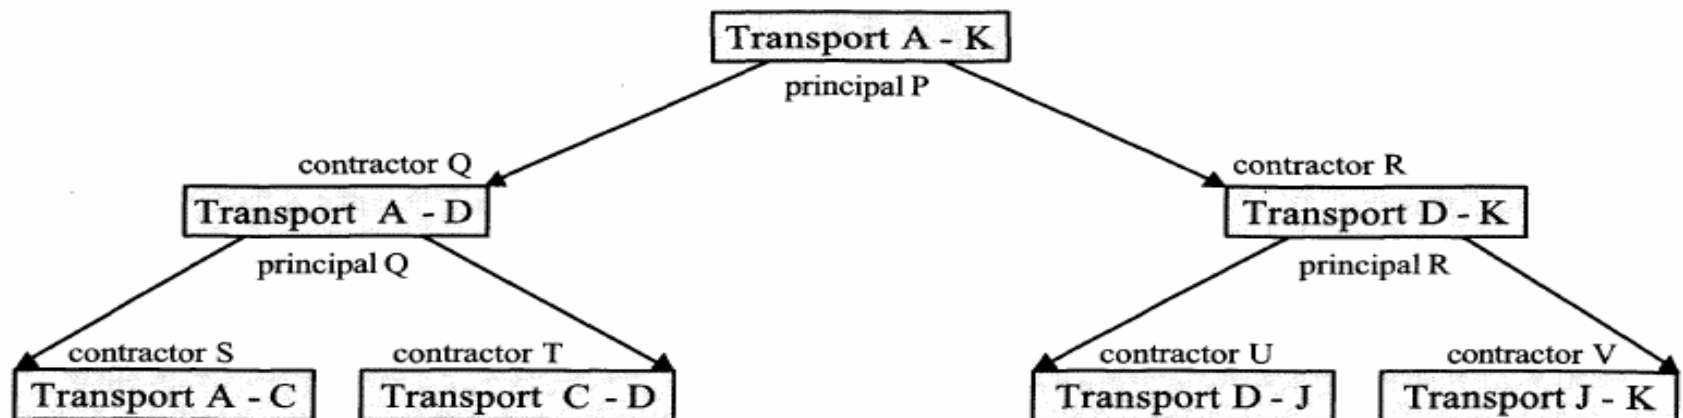 Transport A - K
principal P
contractor Q
contractor R
Transport A - D
Transport D - K
principal Q
principal R
contractor S
contractor T
contractor U
contractor V
Transport A - C
Transport C - D
Transport D - J
Transport J - K